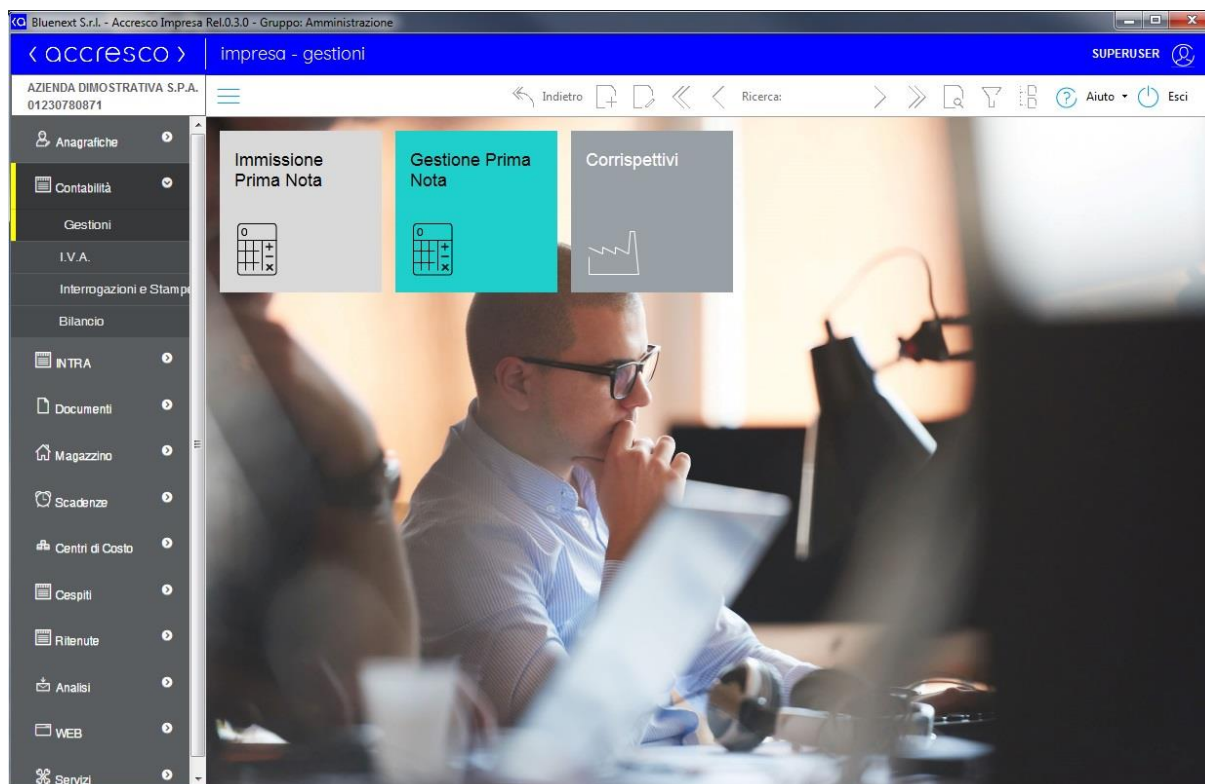 Bluenext S.r.l. - Accresco Impresa Rel.0.3.0 - Gruppo: Amministrazione
‹ accresco ›
impresa - gestioni
SUPERUSER
AZIENDA DIMOSTRATIVA S.P.A.
01230780871
Indietro
Ricerca:
Aiuto
Esci
Anagrafiche
Contabilità
Gestioni
I.V.A.
Interrogazioni e Stampe
Bilancio
INTRA
Documenti
Magazzino
Scadenze
Centri di Costo
Cespiti
Ritenute
Analisi
WEB
Servizi
Immissione
Prima Nota
Gestione Prima
Nota
Corrispettivi